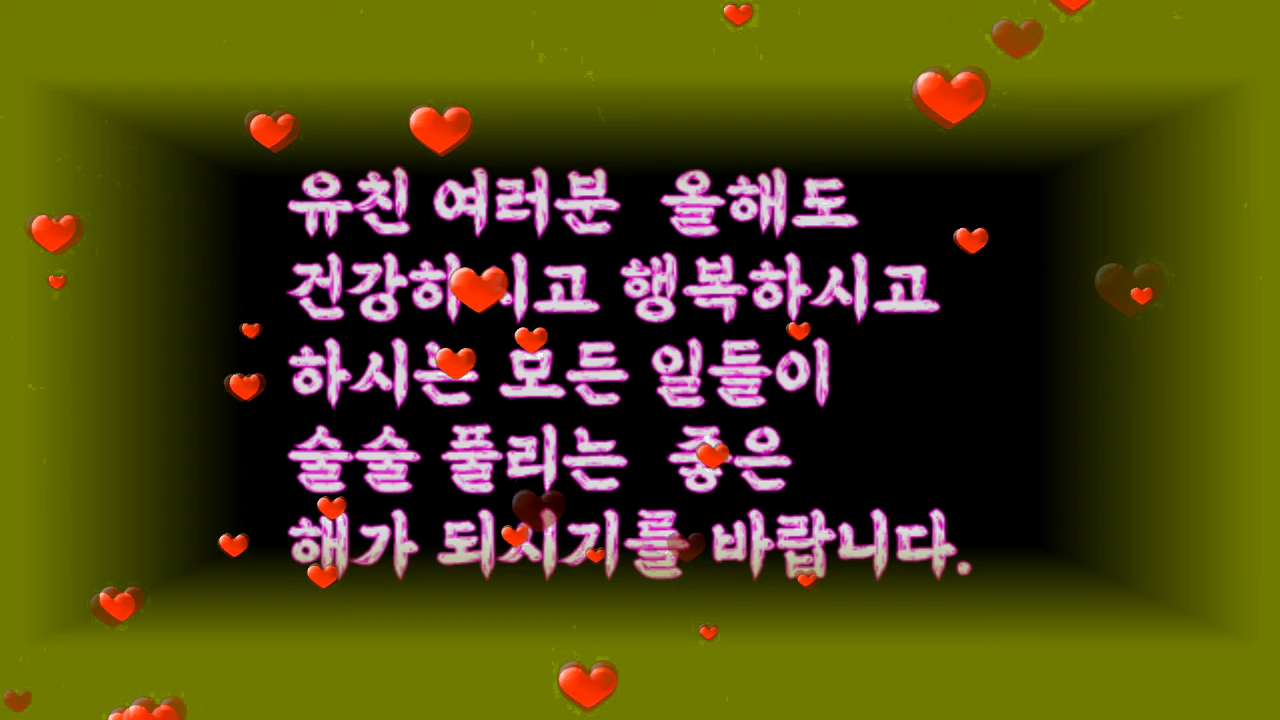 유친 여러분 올해도
건강하시고 행복하시고
하시는 모든 일들이
술술 풀리는 좋은
해가 되시기를 바랍니다.